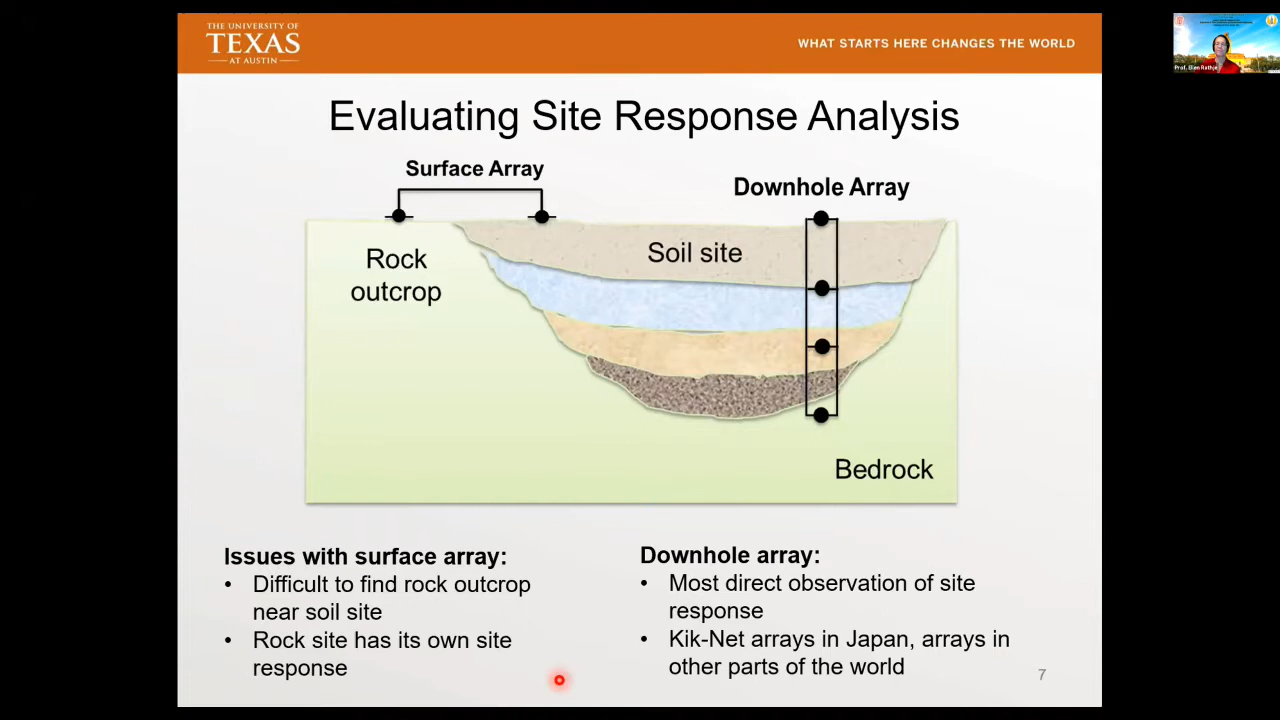 THE UNIVERSITY OF
TEXAS
AT AUSTIN
WHAT STARTS HERE CHANGES THE WORLD
Prof. Ellen Rathje
Evaluating Site Response Analysis
Surface Array
Downhole Array
Rock
outcrop
Soil site
Bedrock
Issues with surface array:
• Difficult to find rock outcrop
near soil site
• Rock site has its own site
response
Downhole array:
• Most direct observation of site
response
• Kik-Net arrays in Japan, arrays in
other parts of the world
7